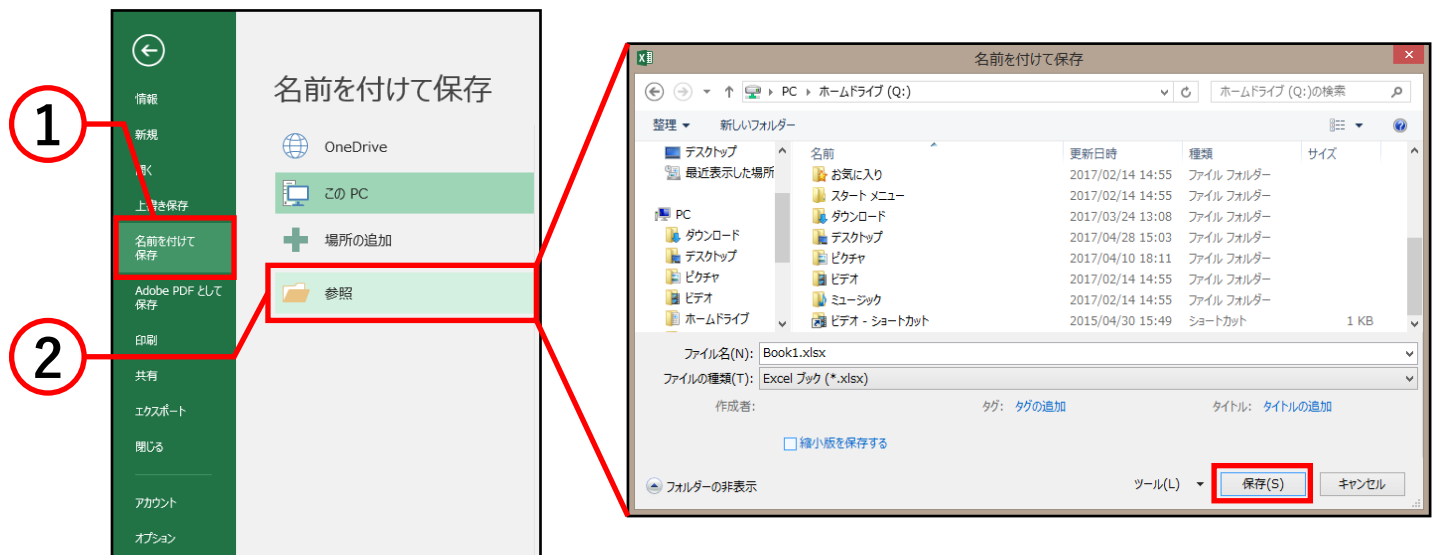 1
2
情報
新規
開く
上書き保存
名前を付けて
保存
Adobe PDF として
保存
印刷
共有
エクスポート
閉じる
アカウント
オプション
名前を付けて保存
OneDrive
この PC
場所の追加
参照
名前を付けて保存
PC ホームドライブ (Q:)
ホームドライブ (Q:)の検索
整理 新しいフォルダー
デスクトップ
最近表示した場所
PC
ダウンロード
デスクトップ
ピクチャ
ビデオ
ホームドライブ
名前 更新日時 種類 サイズ
お気に入り 2017/02/14 14:55 ファイル フォルダー
スタート メニュー 2017/02/14 14:55 ファイル フォルダー
ダウンロード 2017/03/24 13:08 ファイル フォルダー
デスクトップ 2017/04/28 15:03 ファイル フォルダー
ピクチャ 2017/04/10 18:11 ファイル フォルダー
ビデオ 2017/02/14 14:55 ファイル フォルダー
ミュージック 2017/02/14 14:55 ファイル フォルダー
ビデオ - ショートカット 2015/04/30 15:49 ショートカット 1 KB
ファイル名(N): Book1.xlsx
ファイルの種類(T): Excel ブック (*.xlsx)
作成者: タグ: タグの追加 タイトル: タイトルの追加
縮小版を保存する
フォルダーの非表示 ツール(L) 保存(S) キャンセル